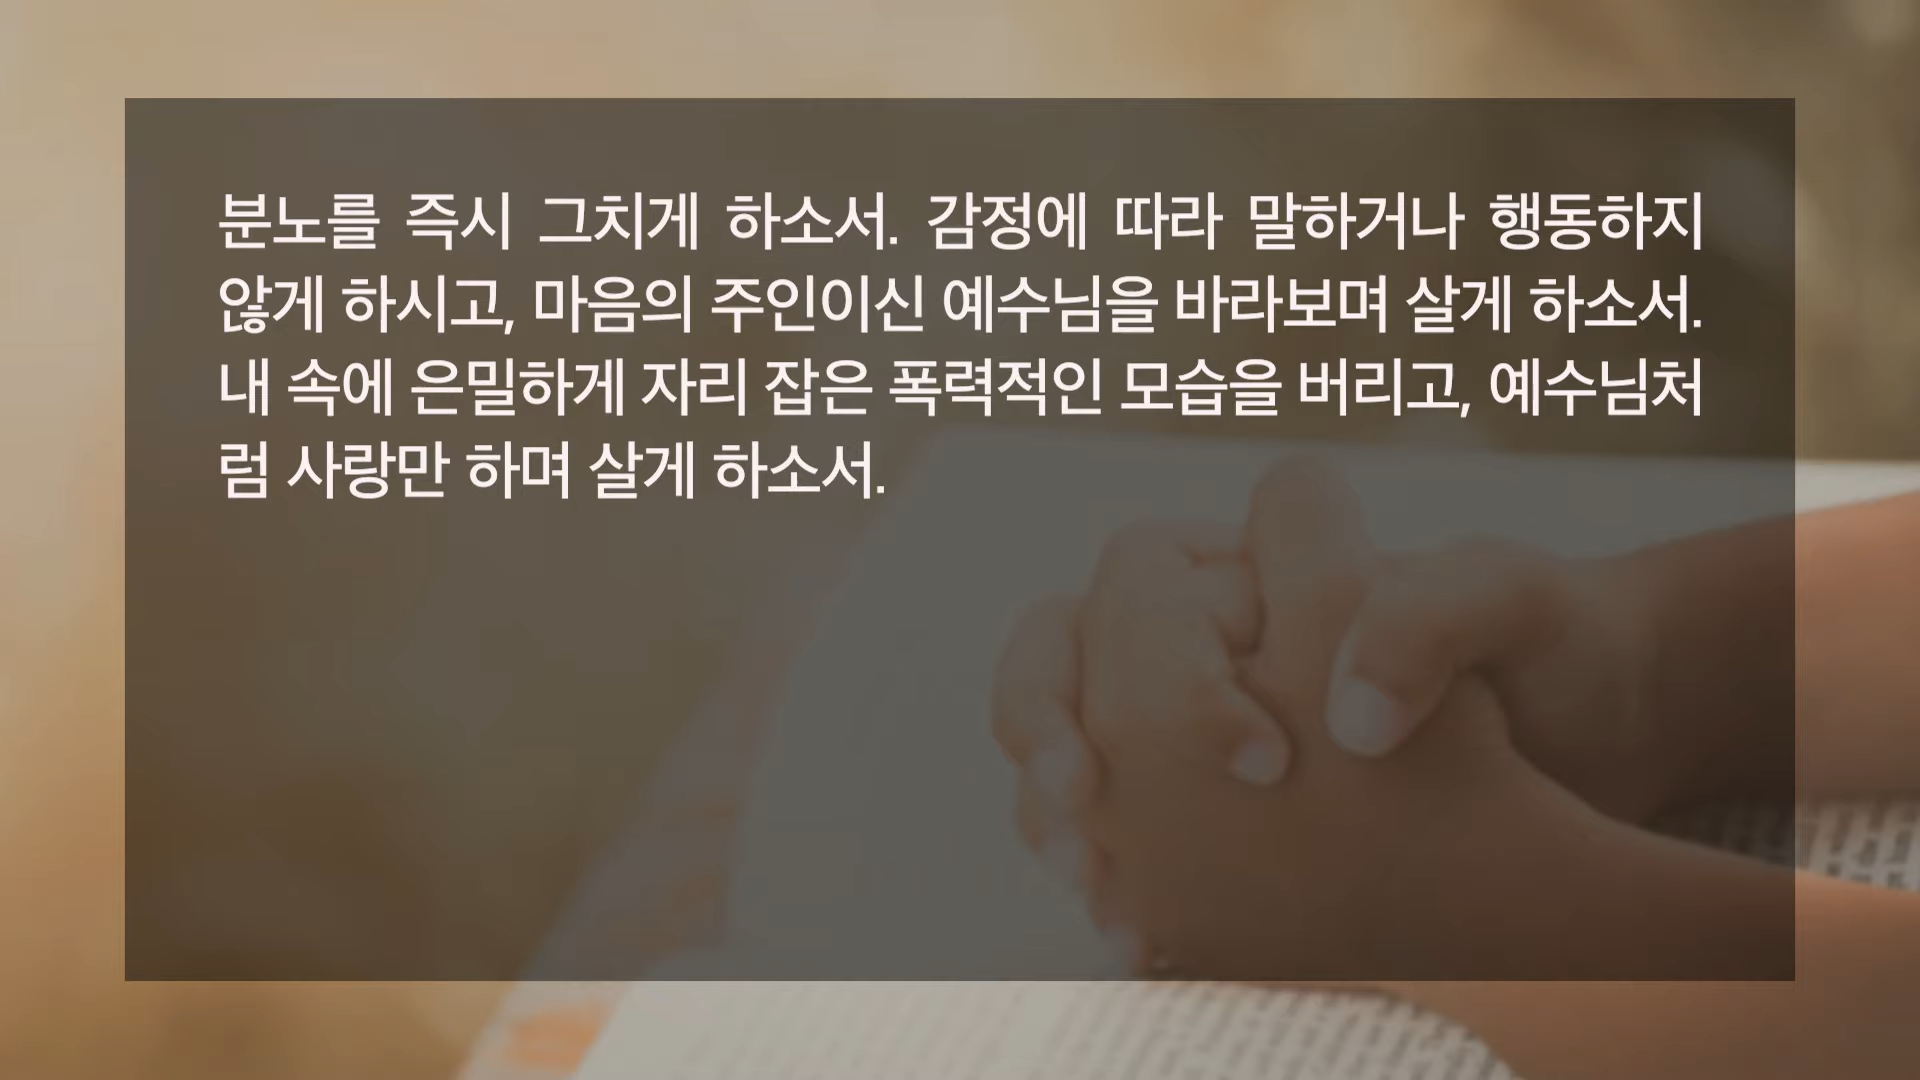 분노를 즉시 그치게 하소서. 감정에 따라 말하거나 행동하지
않게 하시고, 마음의 주인이신 예수님을 바라보며 살게 하소서.
내 속에 은밀하게 자리 잡은 폭력적인 모습을 버리고, 예수님처
럼 사랑만 하며 살게 하소서.